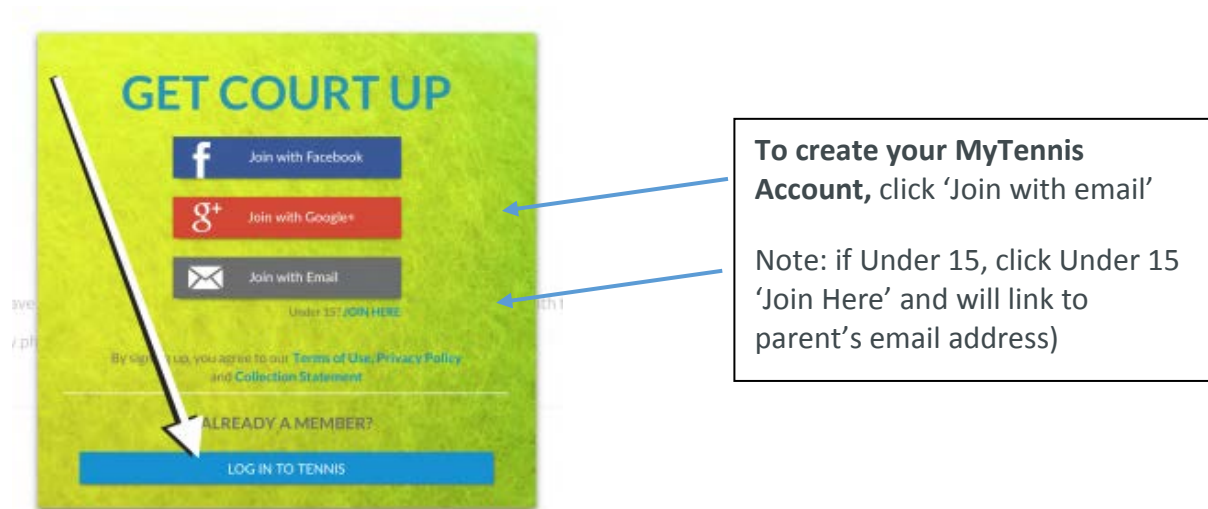 GET COURT UP
f Join with Facebook
g+ Join with Google+
Join with Email
Under 15? JOIN HERE
By up, you agree to our Terms of Use, Privacy Policy
and Collection Statement
ALREADY A MEMBER?
LOG IN TO TENNIS
To create your MyTennis
Account, click ‘Join with email’
Note: if Under 15, click Under 15
‘Join Here’ and will link to
parent’s email address)